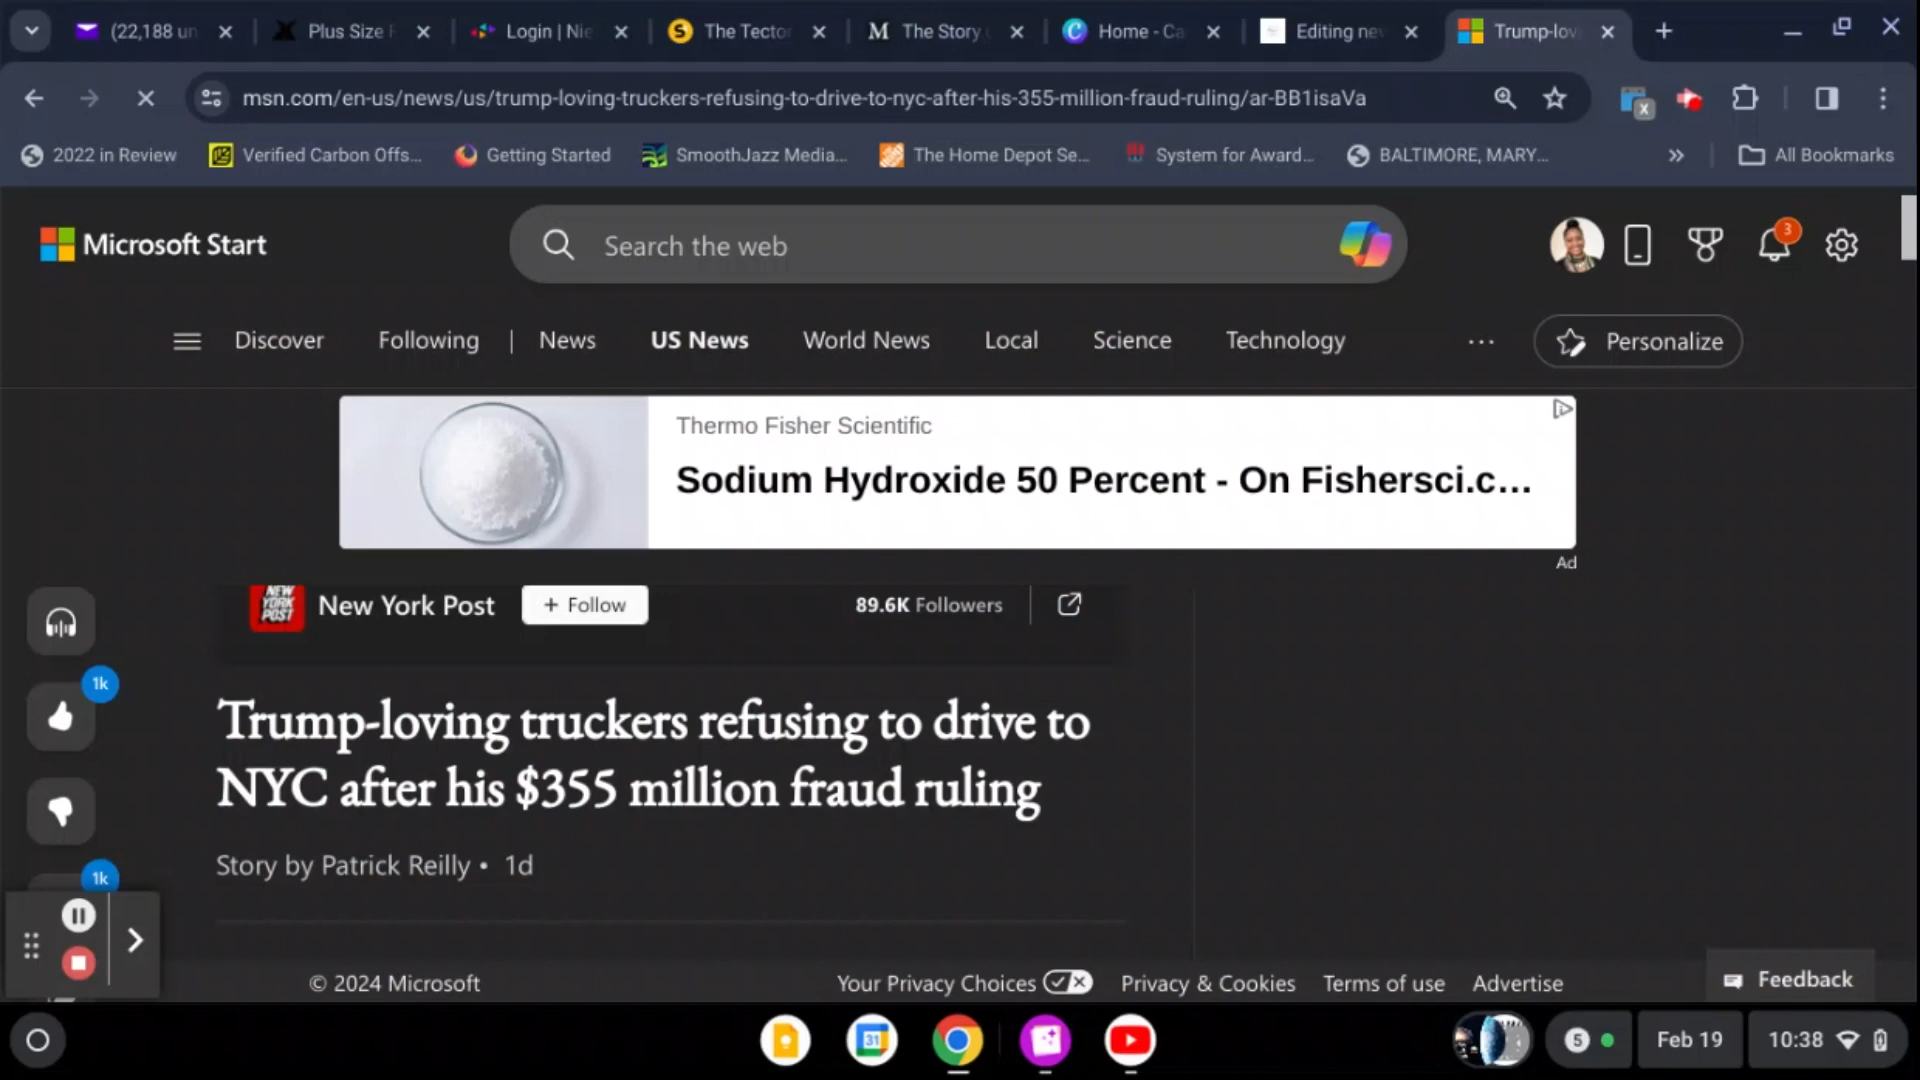 (22,188 un
Plus Size F
Login | Nie
The Tector
The Story
Home - Ca
Editing nev
Trump-lov
msn.com/en-us/news/us/trump-loving-truckers-refusing-to-drive-to-nyc-after-his-355-million-fraud-ruling/ar-BB1isaVa
2022 in Review
Verified Carbon Offs...
Getting Started
SmoothJazz Media...
The Home Depot Se...
System for Award...
BALTIMORE, MARY...
All Bookmarks
Microsoft Start
Search the web
3
Discover
Following
News
US News
World News
Local
Science
Technology
Personalize
Thermo Fisher Scientific
Sodium Hydroxide 50 Percent - On Fishersci.c...
Ad
NEW
YORK
POST
New York Post
+ Follow
89.6K Followers
1k
Trump-loving truckers refusing to drive to
NYC after his $355 million fraud ruling
Story by Patrick Reilly • 1d
1k
© 2024 Microsoft
Your Privacy Choices
Privacy & Cookies
Terms of use
Advertise
Feedback
31
5
Feb 19
10:38